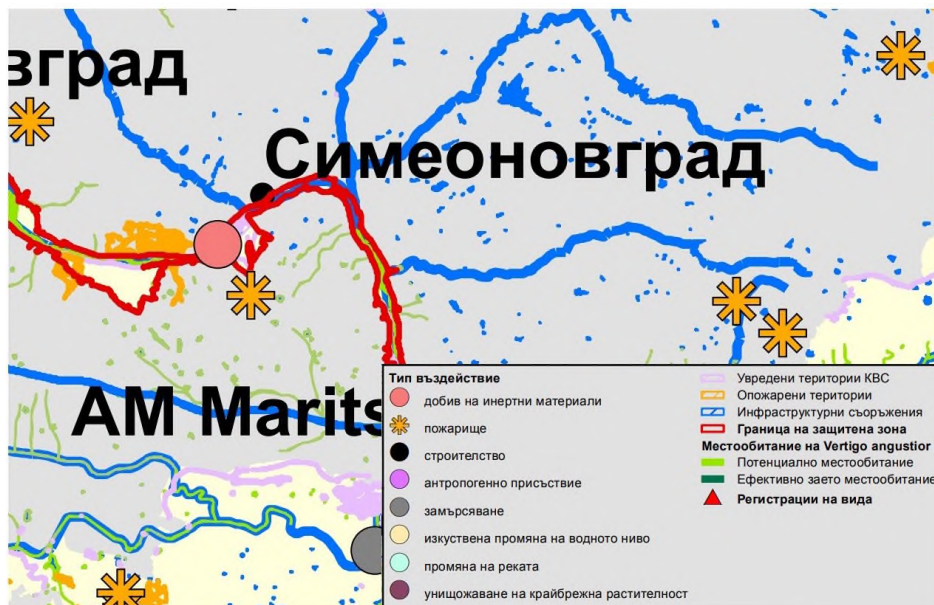 вград
Симеоновград
AM Marits
Тип въздействие
добив на инертни материали
пожарище
строителство
антропогенно присъствие
замърсяване
изкуствена промяна на водното ниво
промяна на реката
унищожаване на крайбрежна растителност
Увредени територии КВС
Опожарени територии
Инфраструктурни съоръжения
Граница на защитена зона
Местообитание на Vertigo angustior
Потенциално местообитание
Ефективно заето местообитание
Регистрации на вида